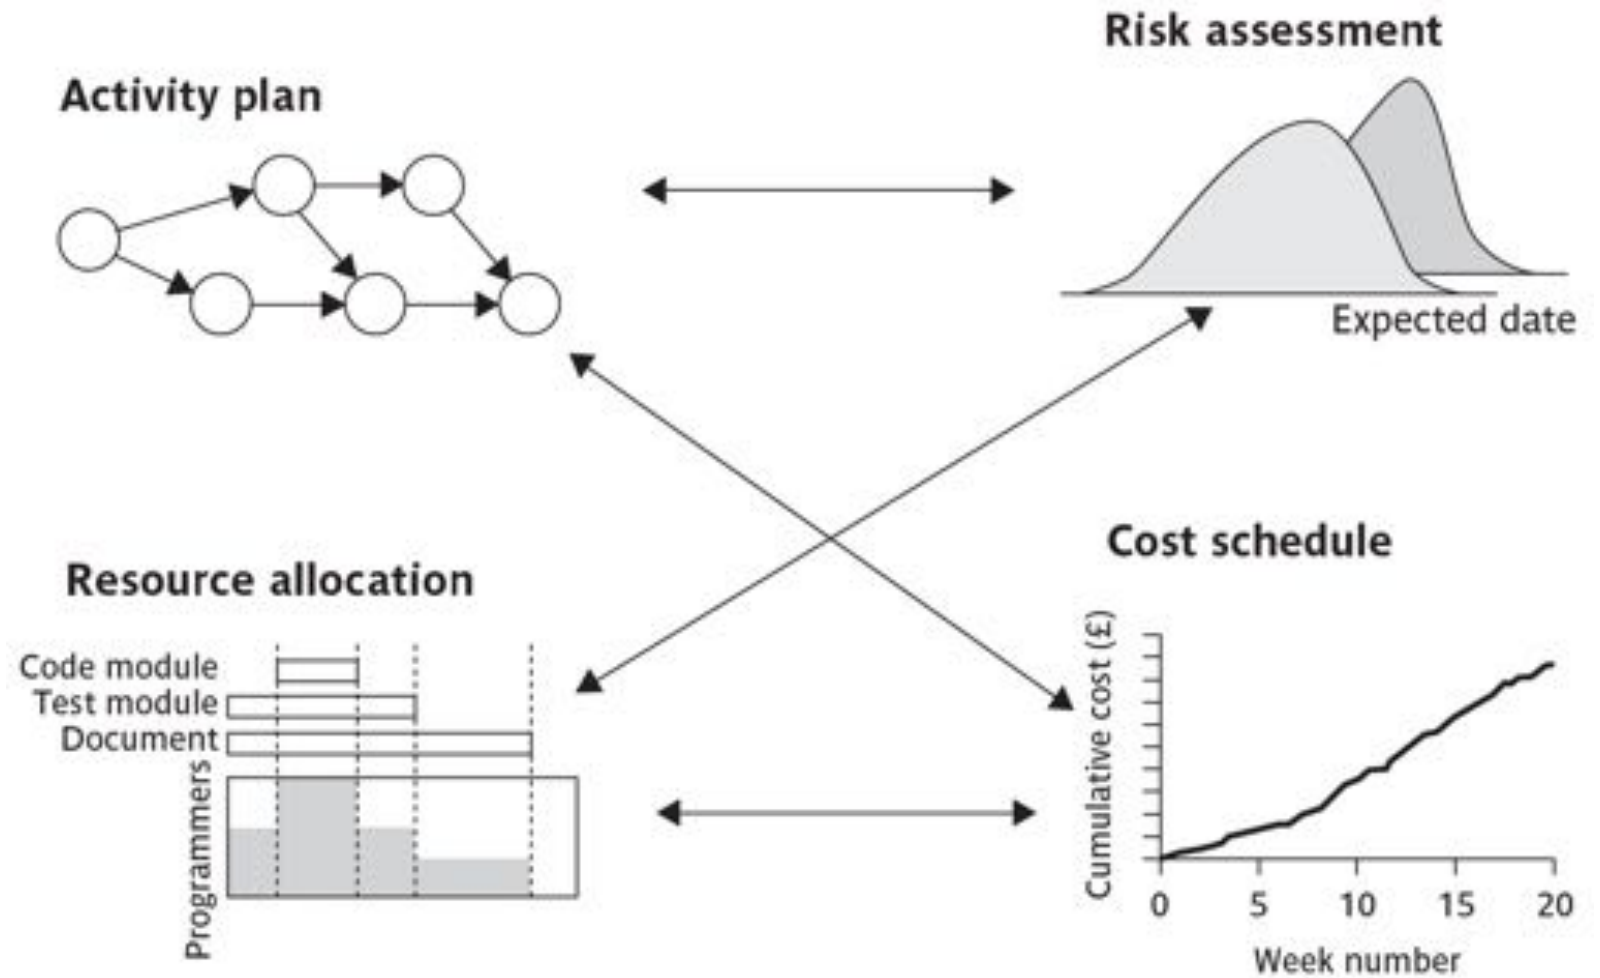 Risk assessment
Activity plan
Expected date
Resource allocation
Code module
Test module
Document
Programmers
Cost schedule
Cumulative cost (£)
0 5 10 15 20
Week number